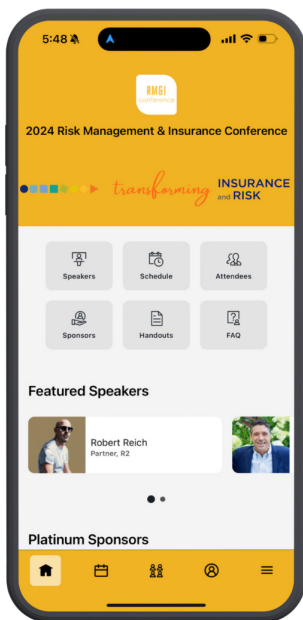 5:48
RMGI
conference
2024 Risk Management & Insurance Conference
transforming INSURANCE
and RISK
Speakers
Schedule
Attendees
Sponsors
Handouts
FAQ
Featured Speakers
Robert Reich
Partner, R2
Platinum Sponsors